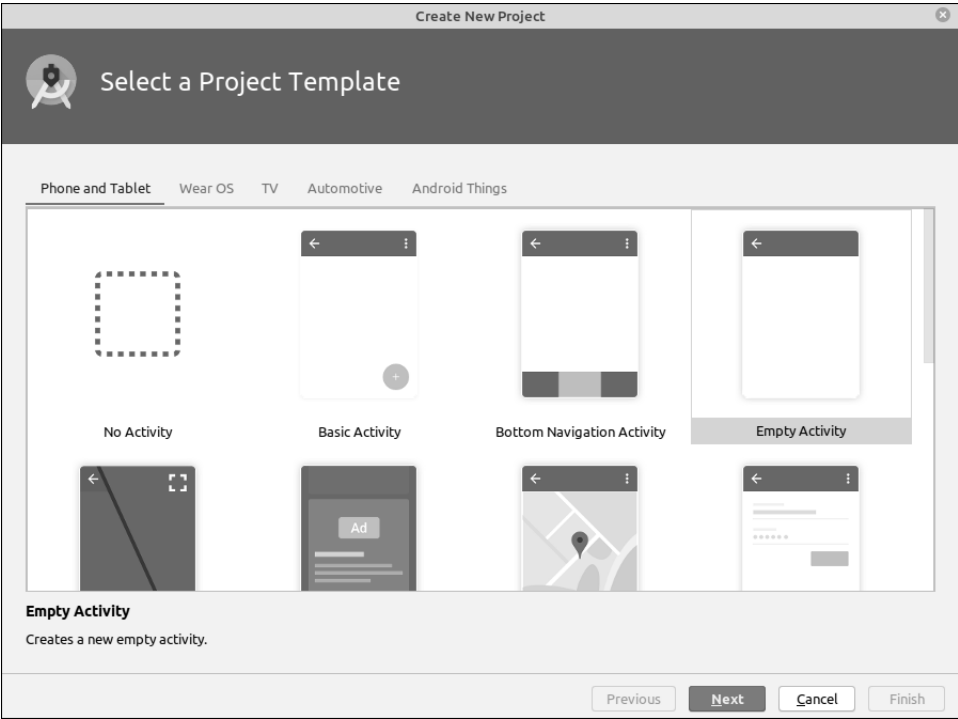 Create New Project
Select a Project Template
Phone and Tablet Wear OS TV Automotive Android Things
No Activity Basic Activity Bottom Navigation Activity Empty Activity
Ad
Empty Activity
Creates a new empty activity.
Previous Next Cancel Finish